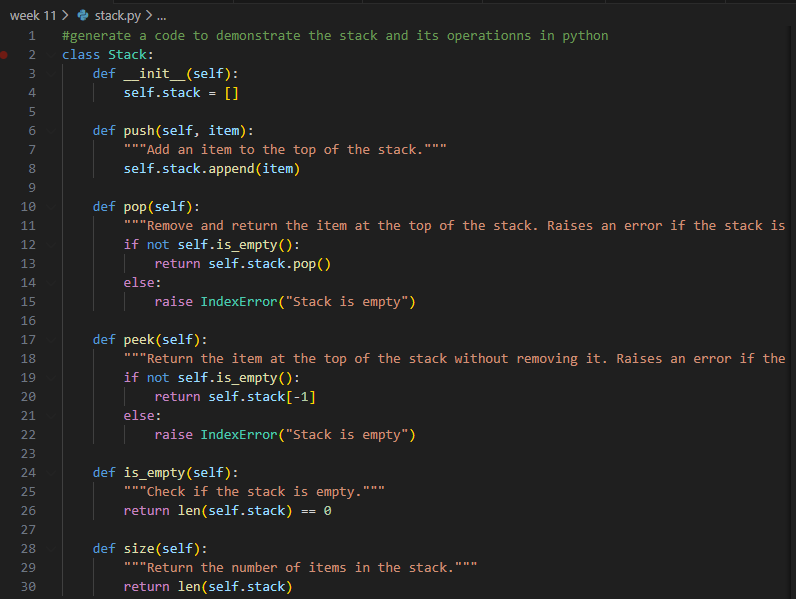 week 11 > stack.py > ...
1 #generate a code to demonstrate the stack and its operationns in python
2 class Stack:
3     def __init__(self):
4         self.stack = []
5
6     def push(self, item):
7         """Add an item to the top of the stack."""
8         self.stack.append(item)
9
10     def pop(self):
11         """Remove and return the item at the top of the stack. Raises an error if the stack is
12         if not self.is_empty():
13             return self.stack.pop()
14         else:
15             raise IndexError("Stack is empty")
16
17     def peek(self):
18         """Return the item at the top of the stack without removing it. Raises an error if the
19         if not self.is_empty():
20             return self.stack[-1]
21         else:
22             raise IndexError("Stack is empty")
23
24     def is_empty(self):
25         """Check if the stack is empty."""
26         return len(self.stack) == 0
27
28     def size(self):
29         """Return the number of items in the stack."""
30         return len(self.stack)